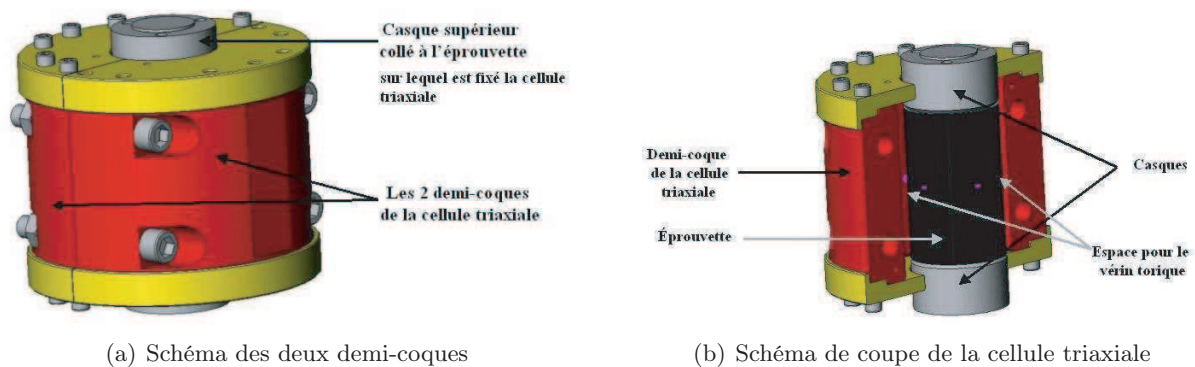 Casque supérieur
collé à l'éprouvette
sur lequel est fixé la cellule
triaxiale
Les 2 demi-coques
de la cellule triaxiale
(a) Schéma des deux demi-coques
Demi-coque
de la cellule
triaxiale
Éprouvette
Casques
Espace pour le
vérin torique
(b) Schéma de coupe de la cellule triaxiale